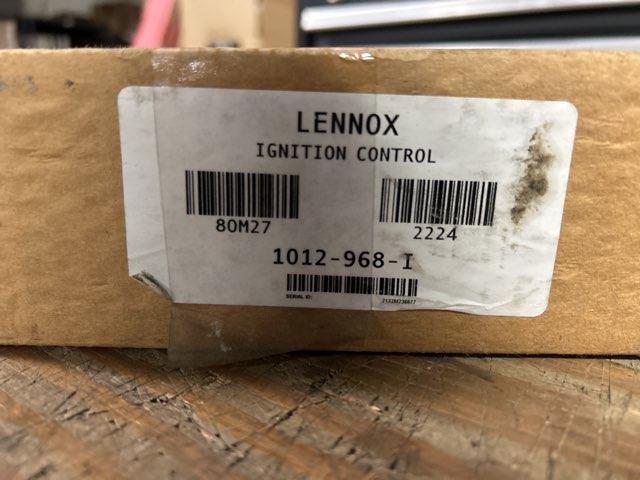 LENNOX
IGNITION CONTROL
80M27 2224
1012-968-I
SERIAL ID: